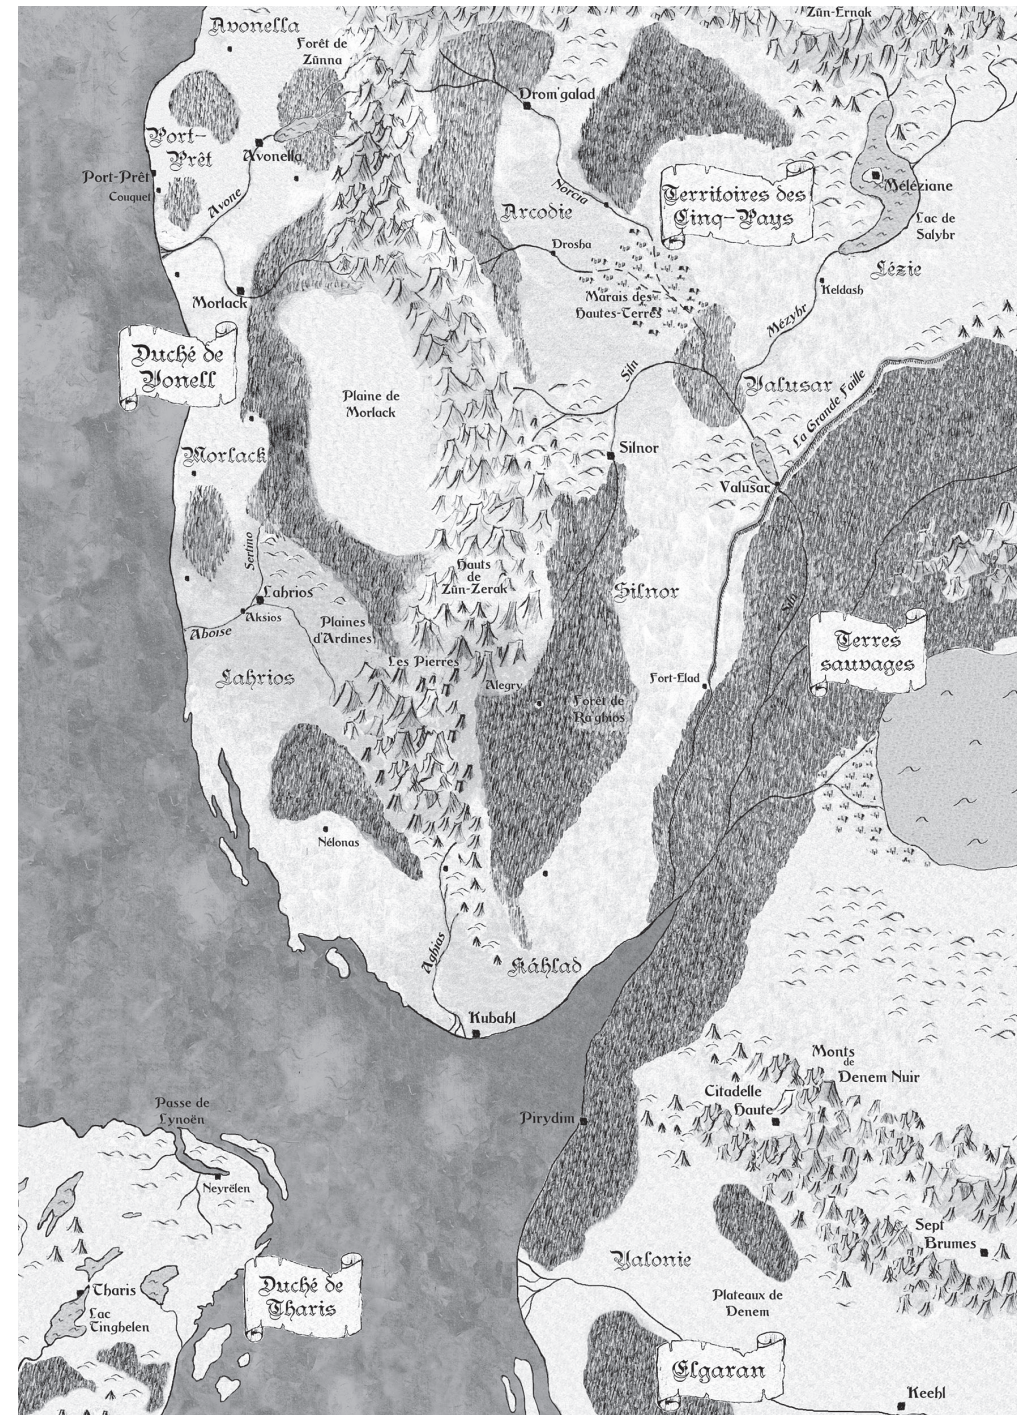 Avonella
Zûn-Ernak
Forêt de
Zûnna
Drom'galad
Port-
Prêt
Avonella
Port-Prêt
Couquet
Avone
Norcia
Territoires des
Cinq-Pays
Méléziane
Arcodie
Lac de
Salybr
Drosha
Lézie
Morlack
Marais des
Hautes-Terres
Keldash
Mézybr
Duché de
Yonell
Siln
Valusar
La Grande Faille
Plaine de
Morlack
Morlack
Silnor
Valusar
Sertino
Hauts
de
Zûn-Zerak
Silnor
Siln
Lahrios
Aksios
Aboise
Plaines
d'Ardines
Terres
sauvages
Les Pierres
Lahrios
Alegry
Fort-Elad
Forêt de
Raghios
Nélonas
Aghias
Káhlad
Kubahl
Monts
de
Denem Nuir
Citadelle
Haute
Passe de
Lynoën
Pirydim
Neyrëlen
Sept
Brumes
Yalonie
Duché de
Tharis
Tharis
Lac
Tinghelen
Plateaux de
Denem
Elgaran
Keehl